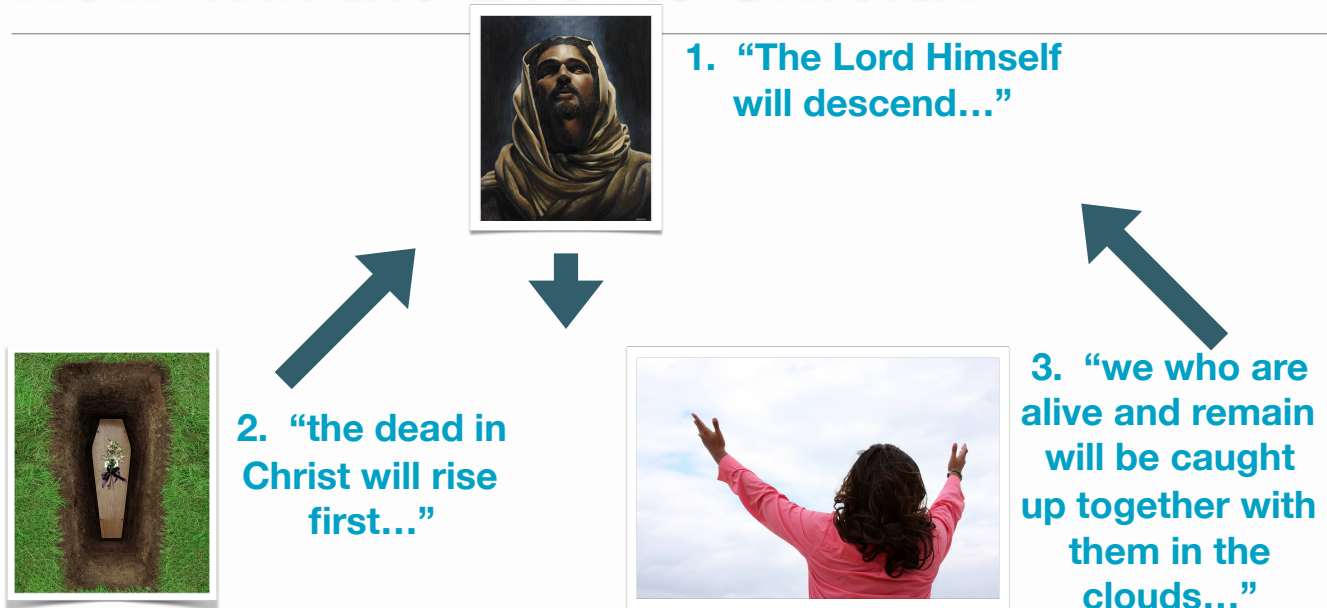 1. “The Lord Himself
will descend…”
2. “the dead in
Christ will rise
first…”
3. “we who are
alive and remain
will be caught
up together with
them in the
clouds…”